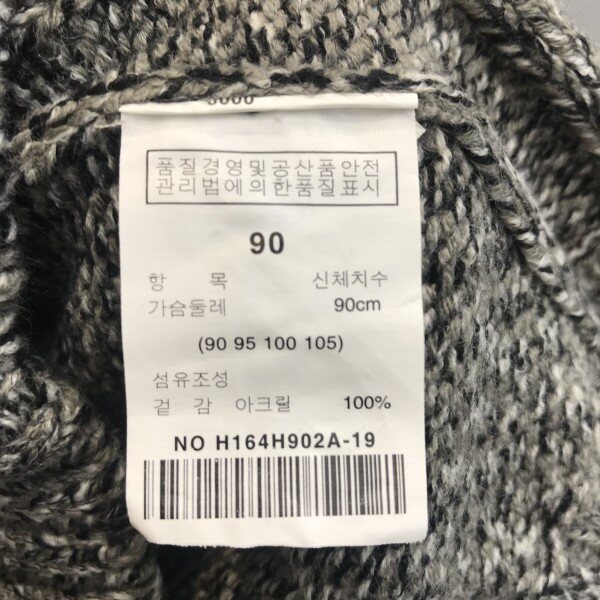 품질경영및공산품안전
관리법에의한품질표시
90
항 목 신체치수
가슴둘레 90cm
(90 95 100 105)
섬유조성
겉 감 아크릴 100%
NO H164H902A-19